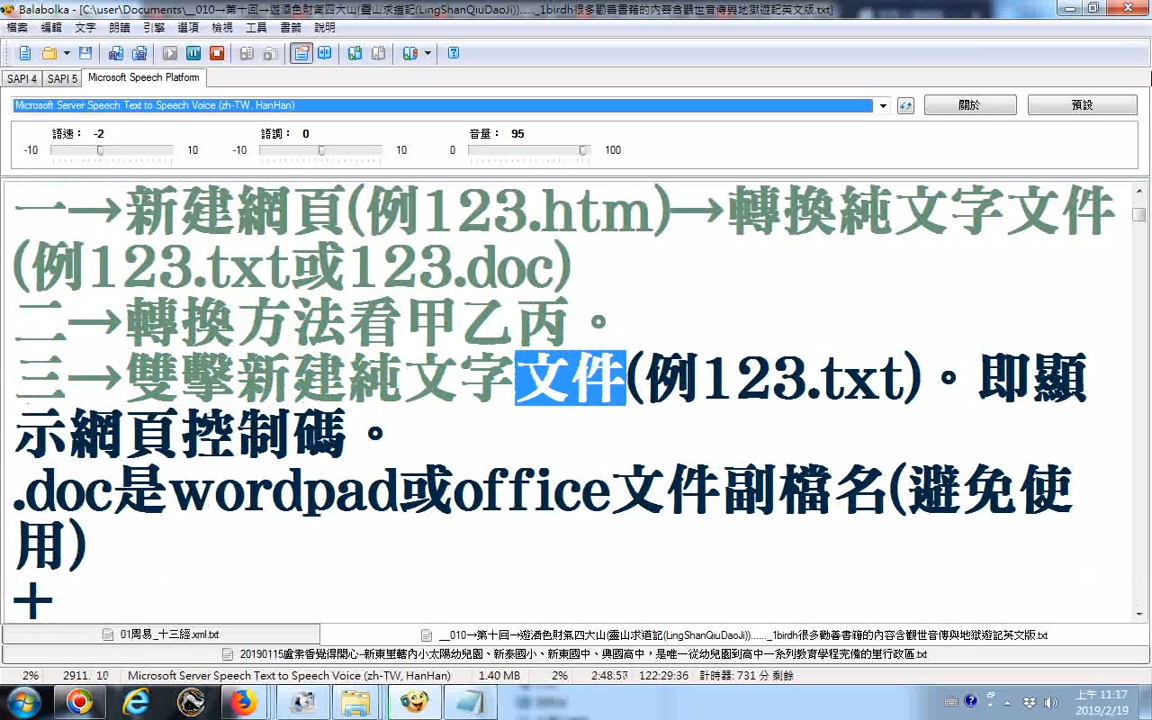 Balabolka - [C:\user\Documents\__010→第十回→遊酒色財氣四大山(靈山求道記(LingShanQiuDaoJi))......_1birdh很多勸善書籍的內容含觀世音傳與地獄遊記英文版.txt]
檔案 編輯 文字 朗讀 引擎 選項 檢視 工具 書籤 說明
SAPI 4 SAPI 5 Microsoft Speech Platform
Microsoft Server Speech Text to Speech Voice (zh-TW, HanHan) 關於 預設
語速： -2 語調： 0 音量： 95
-10 10 -10 10 0 100
一→新建網頁(例123.htm)→轉換純文字文件
(例123.txt或123.doc)
二→轉換方法看甲乙丙。
三→雙擊新建純文字文件(例123.txt)。即顯
示網頁控制碼。
.doc是wordpad或office文件副檔名(避免使
用)
+
01周易_十三經.xml.txt __010→第十回→遊酒色財氣四大山(靈山求道記(LingShanQiuDaoJi))......_1birdh很多勸善書籍的內容含觀世音傳與地獄遊記英文版.txt
20190115盧素香覺得開心-新東里轄內小太陽幼兒園、新泰國小、新東國中、興國高中，是唯一從幼兒園到高中一系列教育學程完備的里行政區.txt
2% 2911: 10 Microsoft Server Speech Text to Speech Voice (zh-TW, HanHan) 1.40 MB 2% 2:48:57 122:29:36 計時器: 731 分 剩餘
上午 11:17
2019/2/19